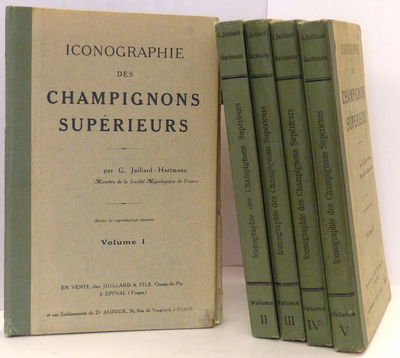 ICONOGRAPHIE
DES
CHAMPIGNONS
SUPÉRIEURS
par G. Juillard-Hartmann
Membre de la Société Mycologique de France
Droits de reproduction réservés
Volume I
EN VENTE chez JUILLARD & FILS, Champ-du-Pin
à EPINAL (Vosges)
et aux Etablissements du Dr AUZOUX, 56, Rue de Vaugirard, à PARIS
G. Juillard
Hartmann
Iconographie des Champignons Supérieurs
Volume
II
G. Juillard
Hartmann
Iconographie des Champignons Supérieurs
Volume
III
G. Juillard
Hartmann
Iconographie des Champignons Supérieurs
Volume
IV
G. Juillard
Hartmann
Iconographie des Champignons Supérieurs
Volume
V
ICONOGRAPHIE
DES
CHAMPIGNONS
SUPÉRIEURS